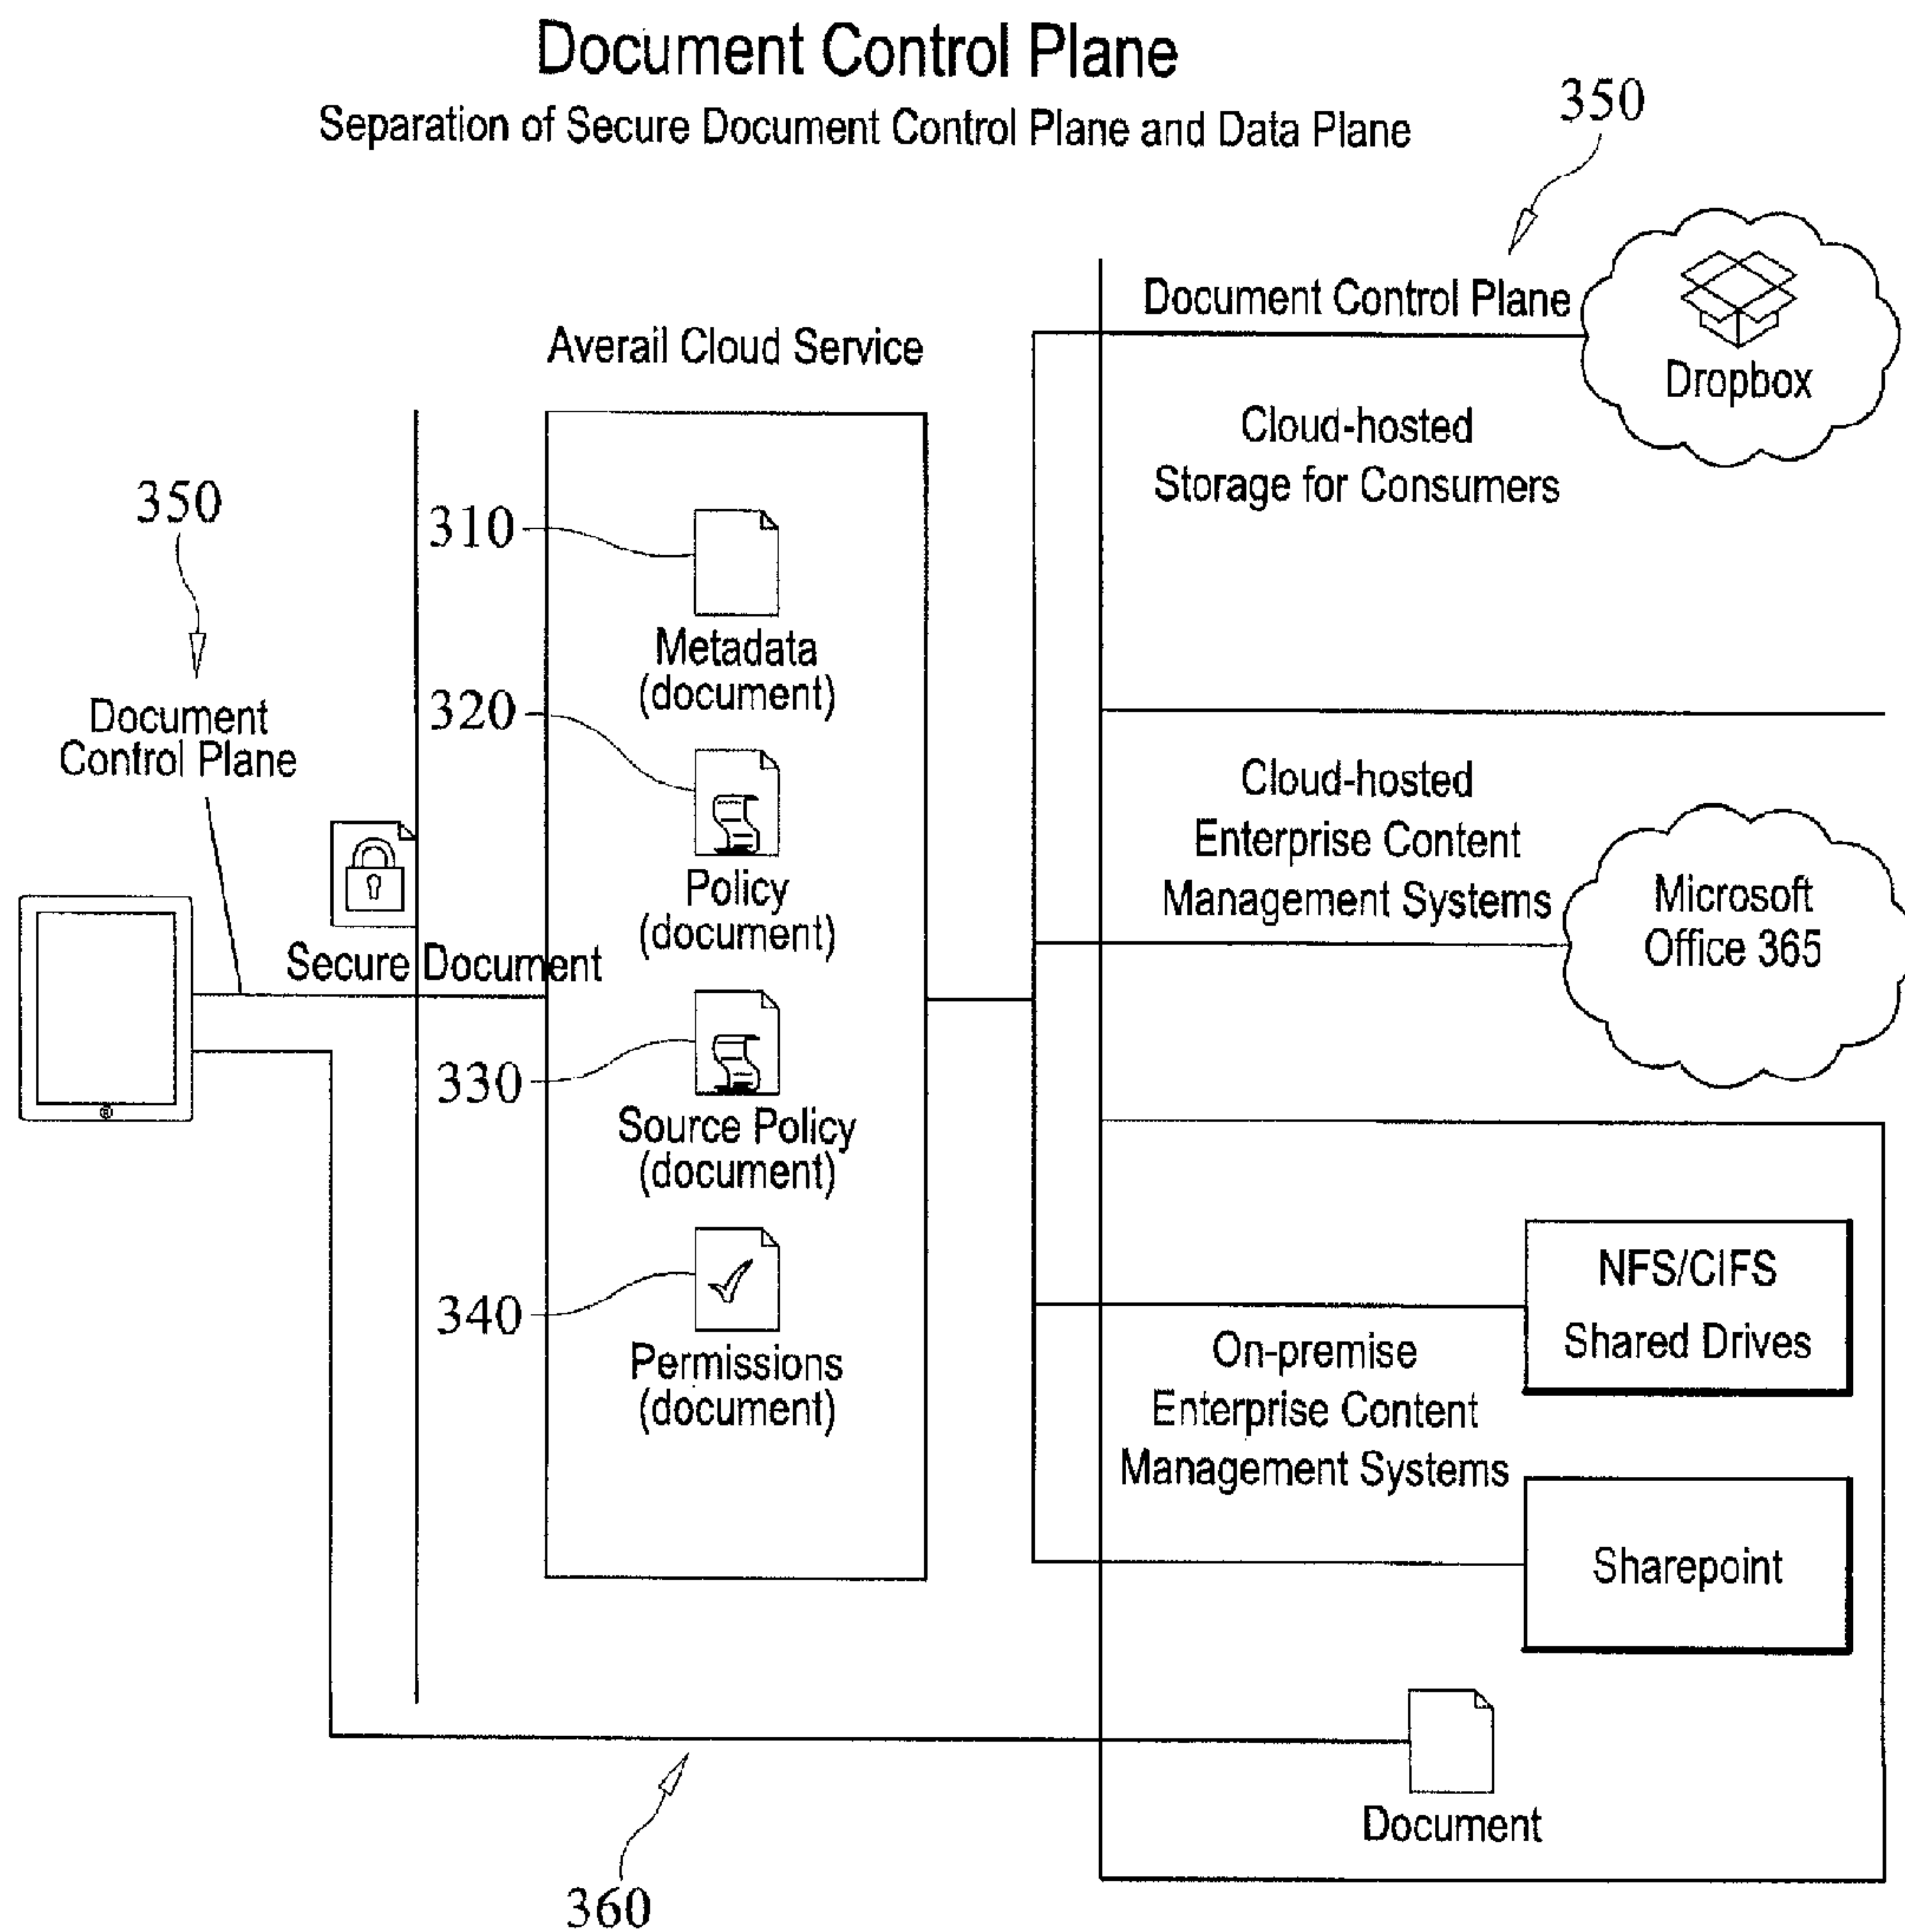 Document Control Plane
Separation of Secure Document Control Plane and Data Plane
350
Document Control Plane
Dropbox
Cloud-hosted
Storage for Consumers
Averail Cloud Service
350
Document
Control Plane
Secure Document
310
Metadata
(document)
320
Policy
(document)
330
Source Policy
(document)
340
Permissions
(document)
Cloud-hosted
Enterprise Content
Management Systems
Microsoft
Office 365
NFS/CIFS
Shared Drives
On-premise
Enterprise Content
Management Systems
Sharepoint
Document
360